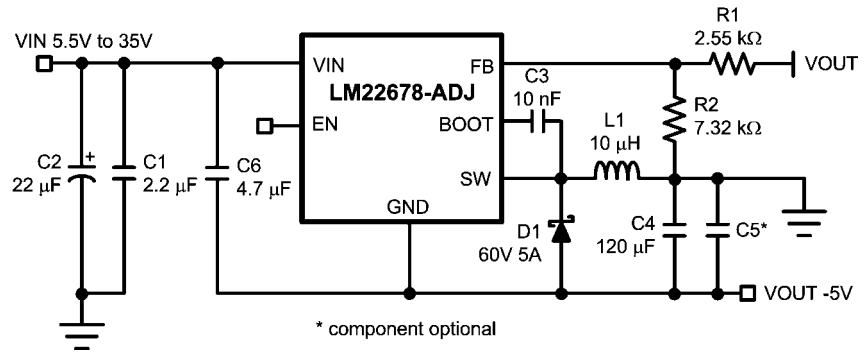 VIN 5.5V to 35V
VIN
FB
LM22678-ADJ
EN
BOOT
SW
GND
C3
10 nF
R1
2.55 kΩ
VOUT
R2
7.32 kΩ
L1
10 μH
C2
22 μF
+
C1
2.2 μF
C6
4.7 μF
D1
60V 5A
C4
120 μF
C5*
VOUT -5V
* component optional